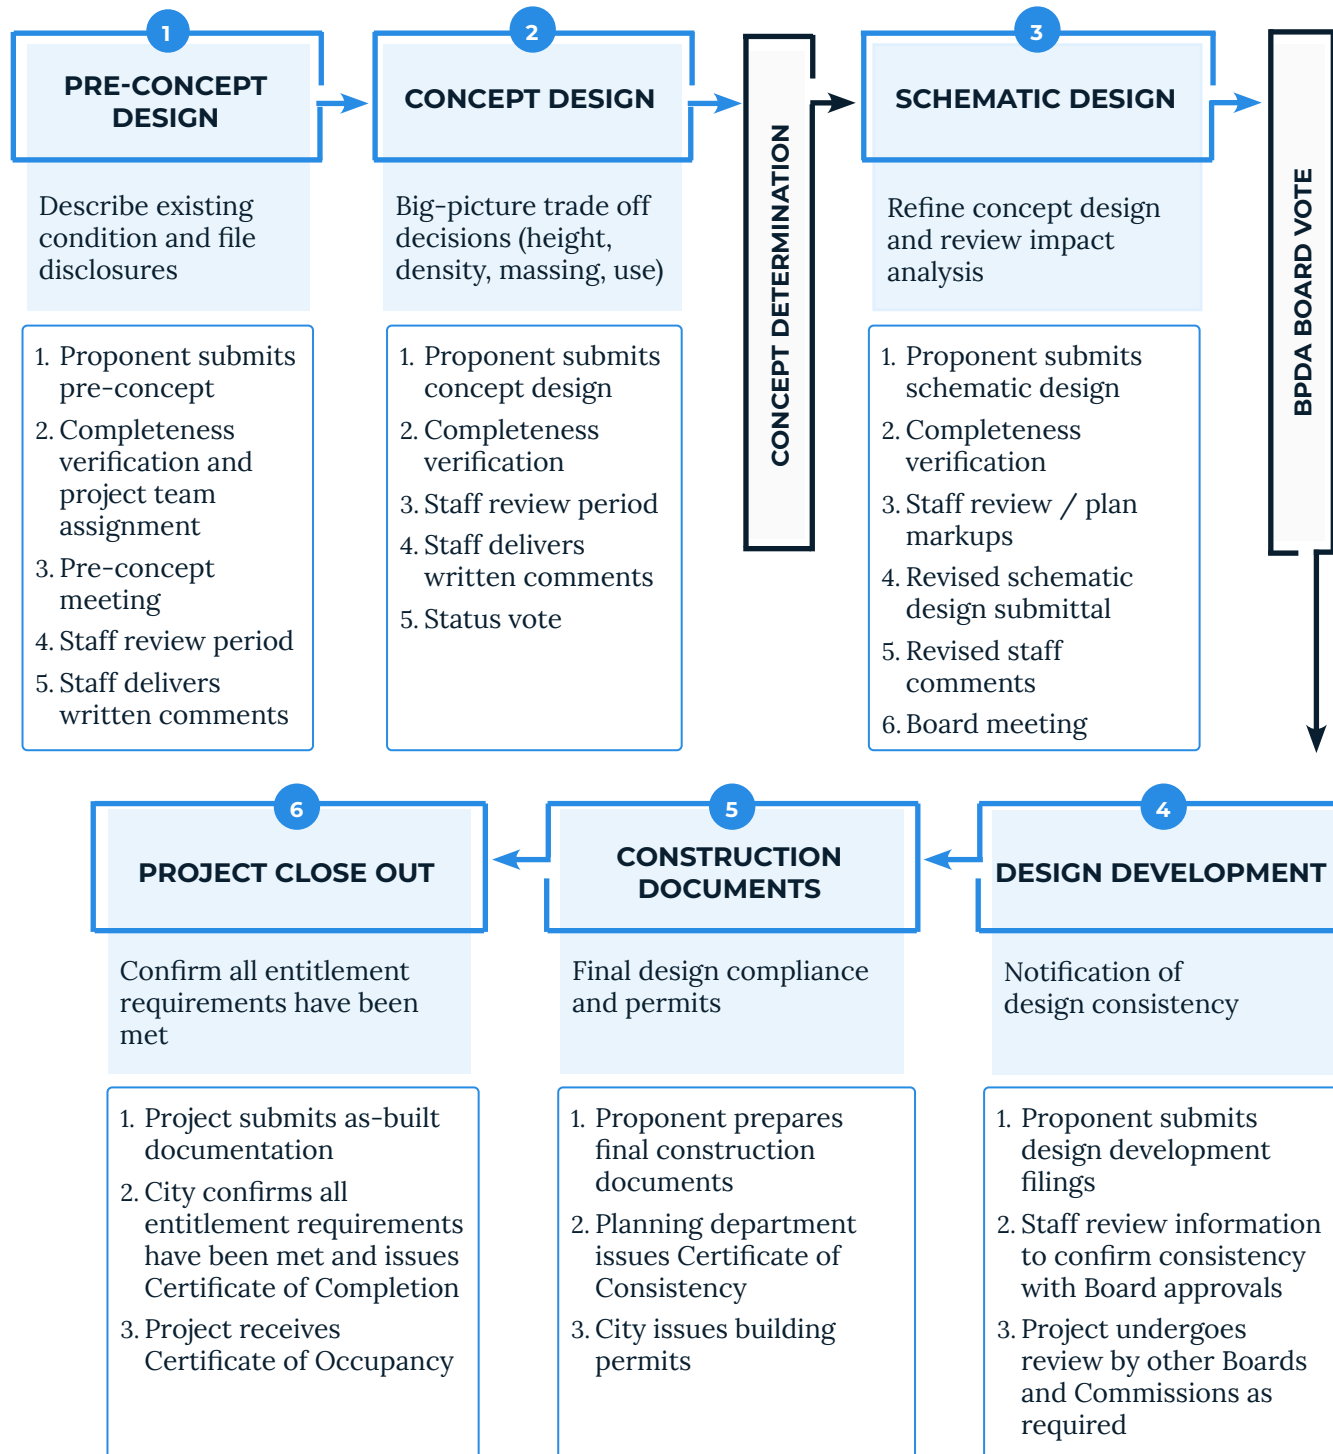 1
PRE-CONCEPT
DESIGN
Describe existing
condition and file
disclosures
1. Proponent submits
pre-concept
2. Completeness
verification and
project team
assignment
3. Pre-concept
meeting
4. Staff review period
5. Staff delivers
written comments
2
CONCEPT DESIGN
Big-picture trade off
decisions (height,
density, massing, use)
1. Proponent submits
concept design
2. Completeness
verification
3. Staff review period
4. Staff delivers
written comments
5. Status vote
CONCEPT DETERMINATION
3
SCHEMATIC DESIGN
Refine concept design
and review impact
analysis
1. Proponent submits
schematic design
2. Completeness
verification
3. Staff review / plan
markups
4. Revised schematic
design submittal
5. Revised staff
comments
6. Board meeting
BPDA BOARD VOTE
4
DESIGN DEVELOPMENT
Notification of
design consistency
1. Proponent submits
design development
filings
2. Staff review information
to confirm consistency
with Board approvals
3. Project undergoes
review by other Boards
and Commissions as
required
5
CONSTRUCTION
DOCUMENTS
Final design compliance
and permits
1. Proponent prepares
final construction
documents
2. Planning department
issues Certificate of
Consistency
3. City issues building
permits
6
PROJECT CLOSE OUT
Confirm all entitlement
requirements have been
met
1. Project submits as-built
documentation
2. City confirms all
entitlement requirements
have been met and issues
Certificate of Completion
3. Project receives
Certificate of Occupancy